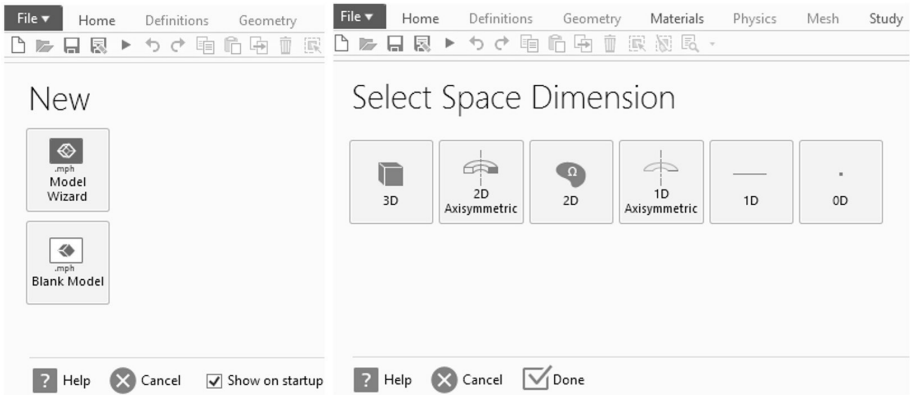 File ▾ Home Definitions Geometry
New
.mph
Model
Wizard
.mph
Blank Model
? Help Cancel Show on startup
File ▾ Home Definitions Geometry Materials Physics Mesh Study
Select Space Dimension
3D
2D
Axisymmetric
Ω
2D
1D
Axisymmetric
1D
0D
? Help Cancel Done